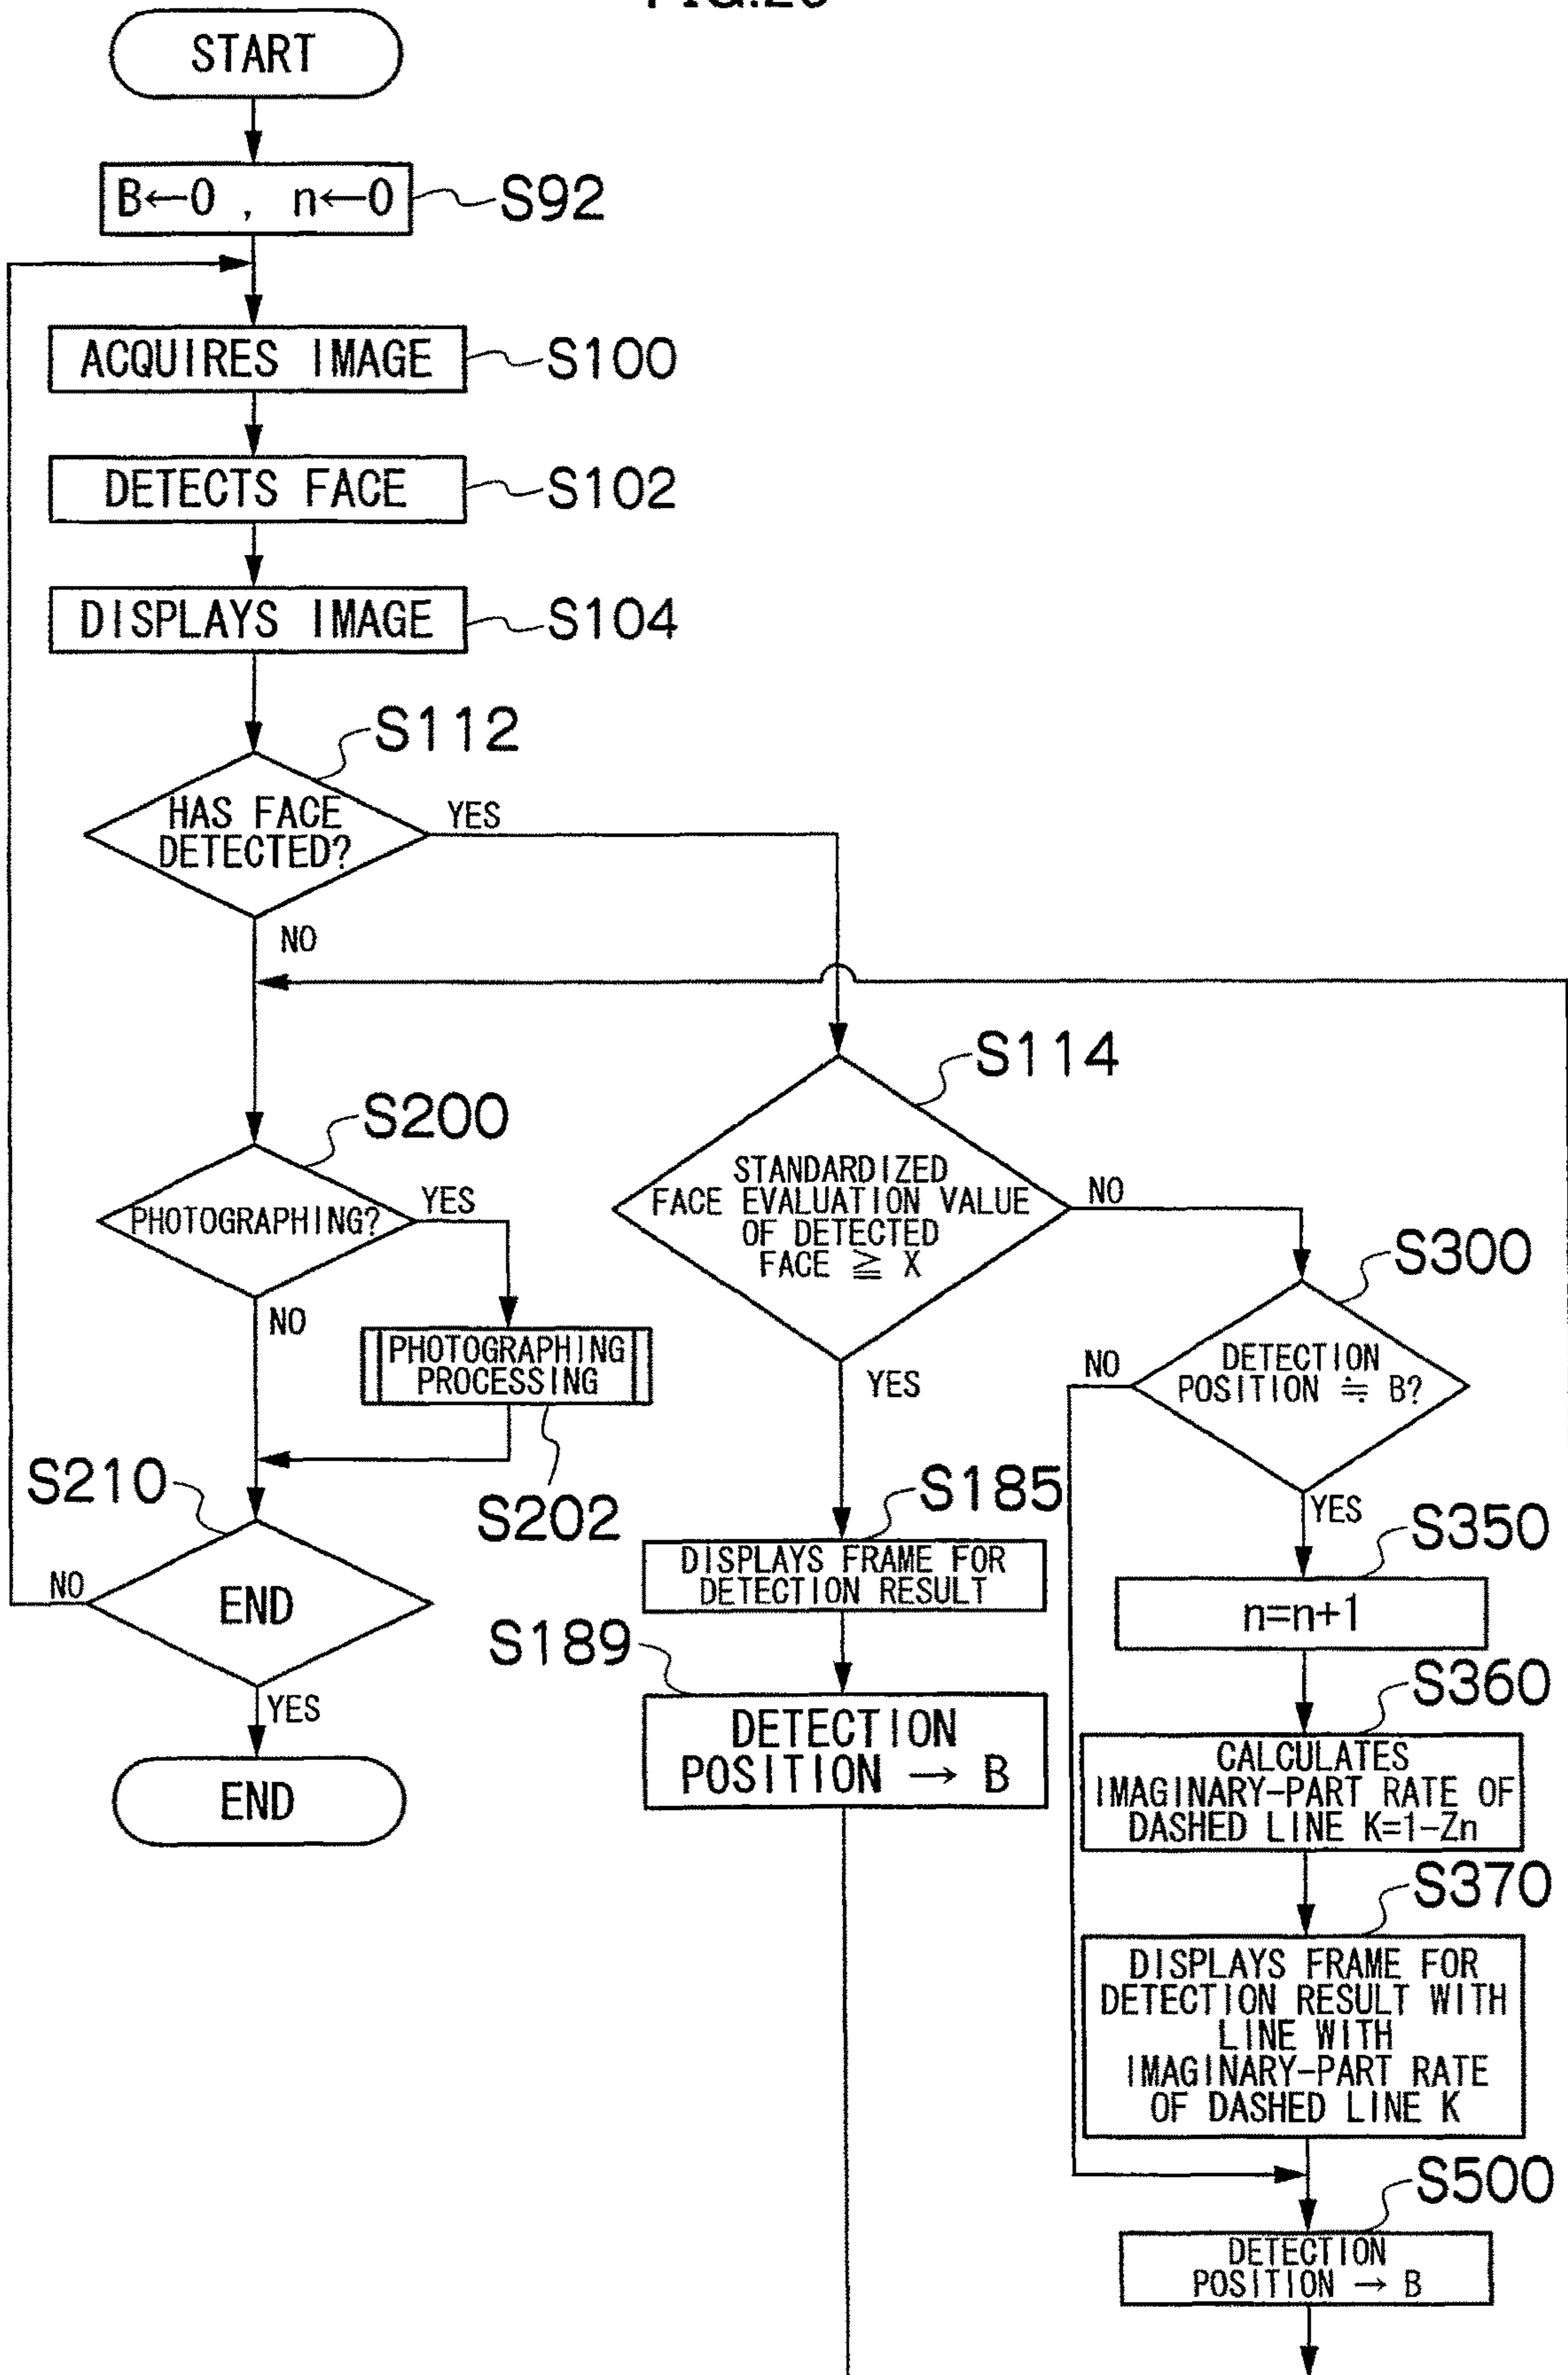 START
B←0 , n←0
S92
ACQUIRES IMAGE
S100
DETECTS FACE
S102
DISPLAYS IMAGE
S104
S112
HAS FACE
DETECTED?
YES
NO
S114
STANDARDIZED
FACE EVALUATION VALUE
OF DETECTED
FACE ≧ X
NO
YES
S200
PHOTOGRAPHING?
YES
NO
PHOTOGRAPHING
PROCESSING
S202
S210
END
NO
YES
END
S185
DISPLAYS FRAME FOR
DETECTION RESULT
S189
DETECTION
POSITION → B
S300
DETECTION
POSITION ≒ B?
NO
YES
S350
n=n+1
S360
CALCULATES
IMAGINARY-PART RATE OF
DASHED LINE K=1-Zn
S370
DISPLAYS FRAME FOR
DETECTION RESULT WITH
LINE WITH
IMAGINARY-PART RATE
OF DASHED LINE K
S500
DETECTION
POSITION → B